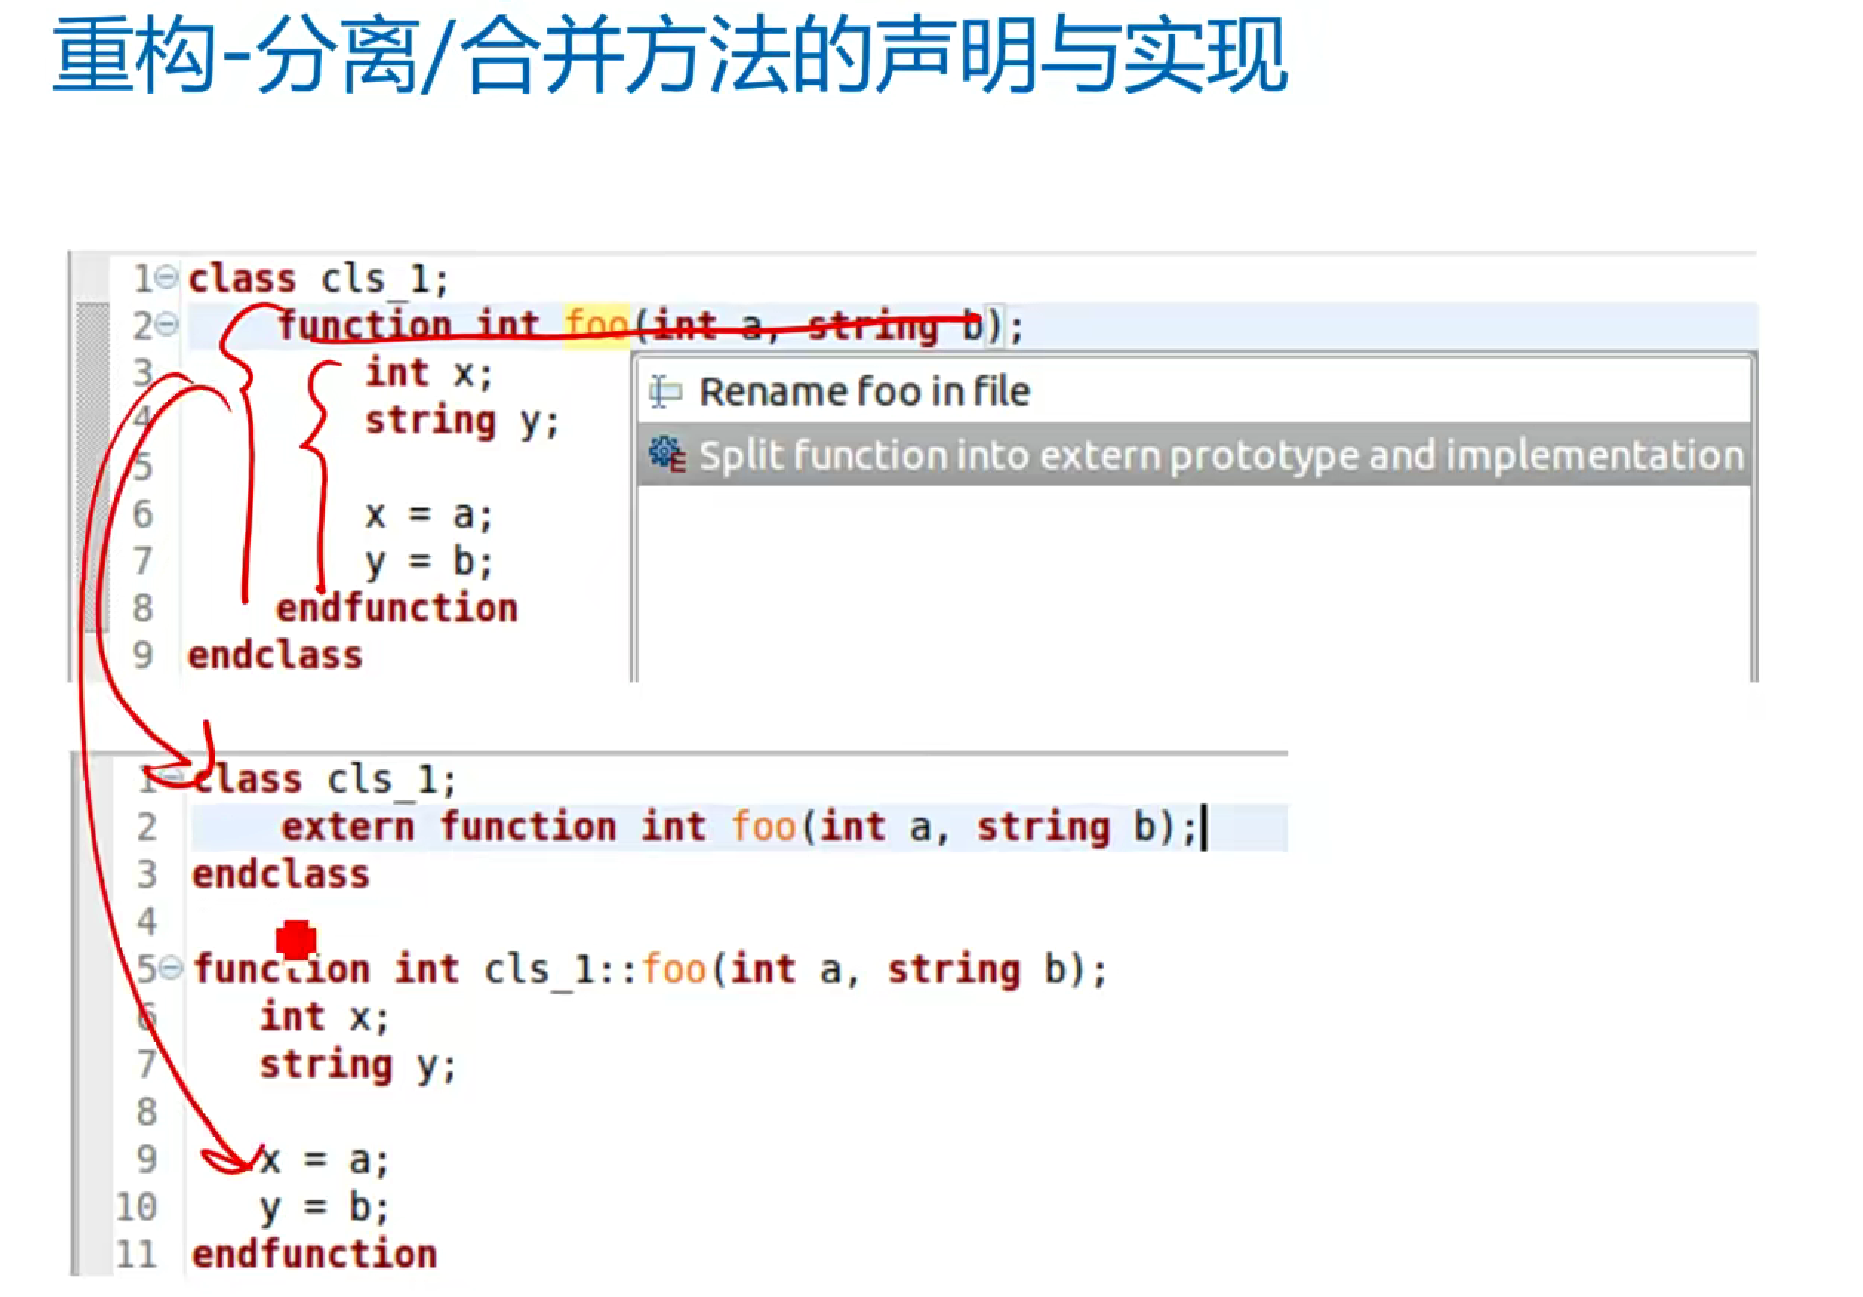 重构-分离/合并方法的声明与实现
1 class cls_1;
2 function int foo(int a, string b);
3 int x;
4 string y;
5
6 x = a;
7 y = b;
8 endfunction
9 endclass
Rename foo in file
Split function into extern prototype and implementation
1 class cls_1;
2 extern function int foo(int a, string b);
3 endclass
4
5 function int cls_1::foo(int a, string b);
6 int x;
7 string y;
8
9 x = a;
10 y = b;
11 endfunction